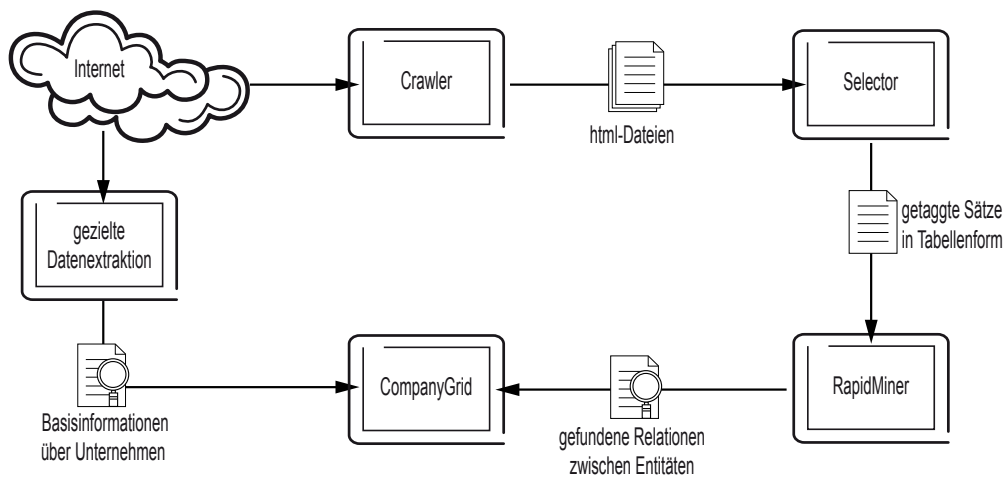 Internet
Crawler
html-Dateien
Selector
getaggte Sätze
in Tabellenform
gezielte
Datenextraktion
Basisinformationen
über Unternehmen
CompanyGrid
gefundene Relationen
zwischen Entitäten
RapidMiner